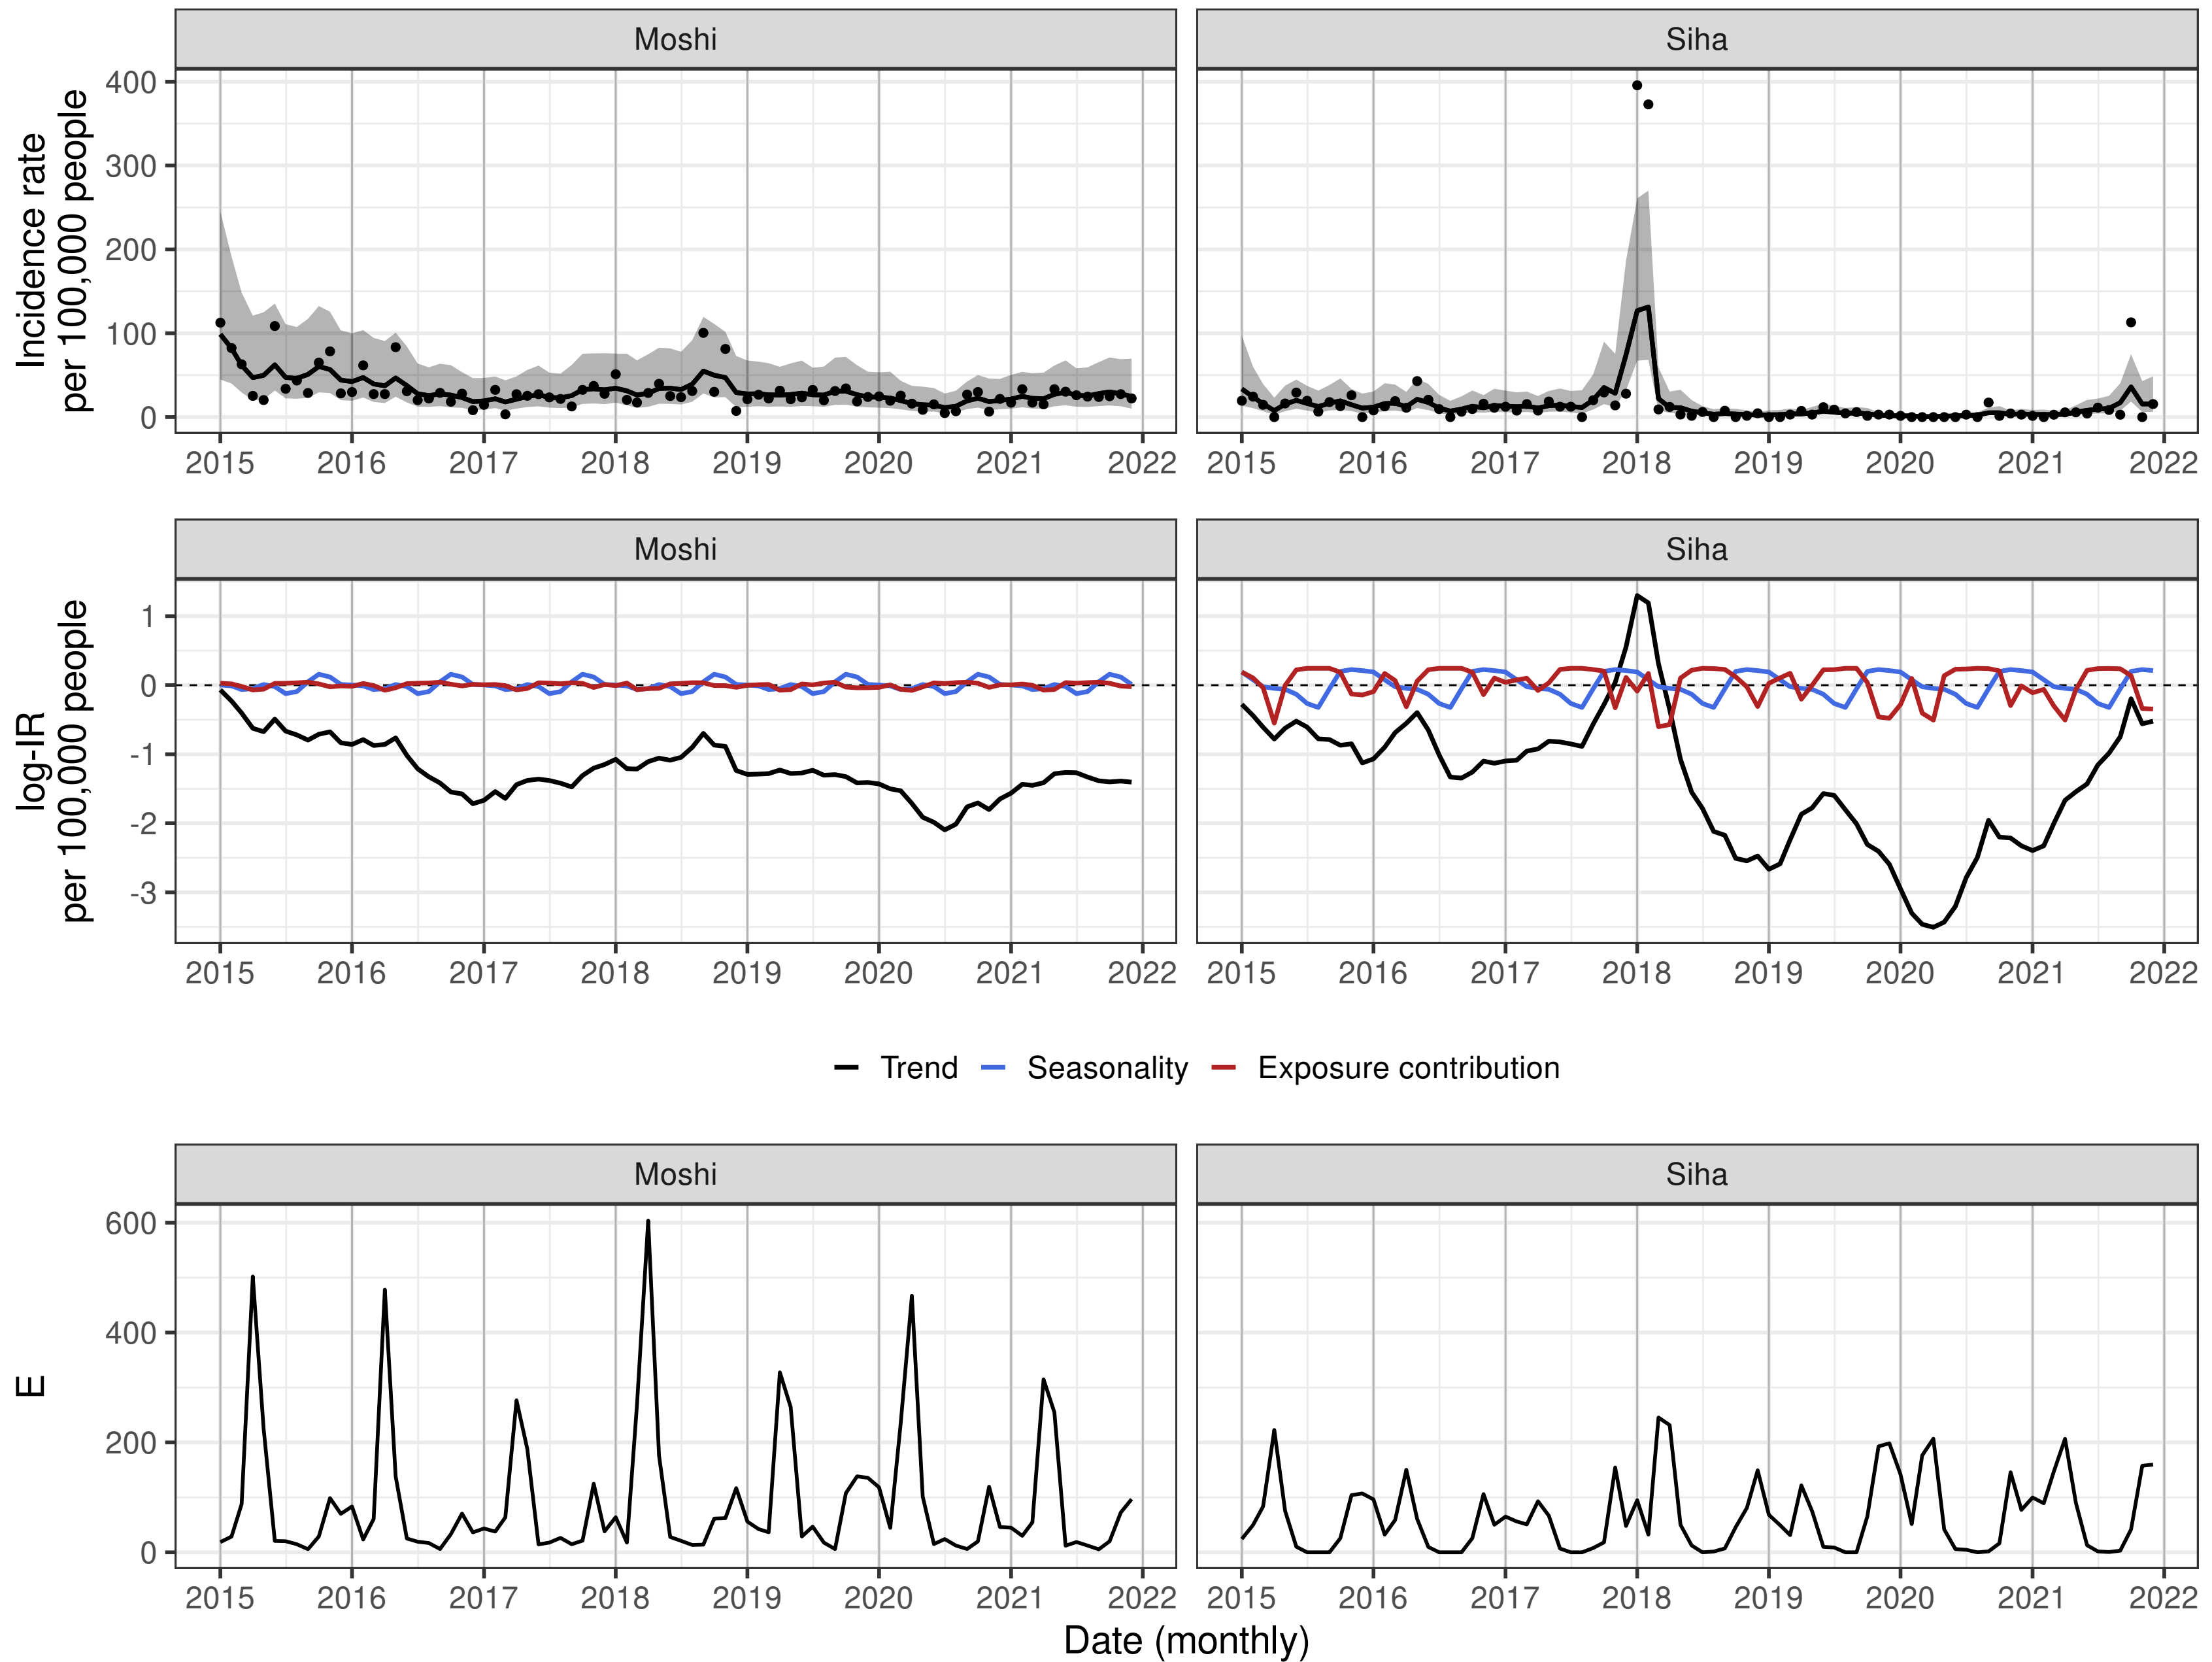 Moshi
Siha
Incidence rate
per 100,000 people
400
300
200
100
0
2015 2016 2017 2018 2019 2020 2021 2022
2015 2016 2017 2018 2019 2020 2021 2022
Moshi
Siha
log-IR
per 100,000 people
1
0
-1
-2
-3
2015 2016 2017 2018 2019 2020 2021 2022
2015 2016 2017 2018 2019 2020 2021 2022
Trend Seasonality Exposure contribution
Moshi
Siha
E
600
400
200
0
2015 2016 2017 2018 2019 2020 2021 2022
2015 2016 2017 2018 2019 2020 2021 2022
Date (monthly)